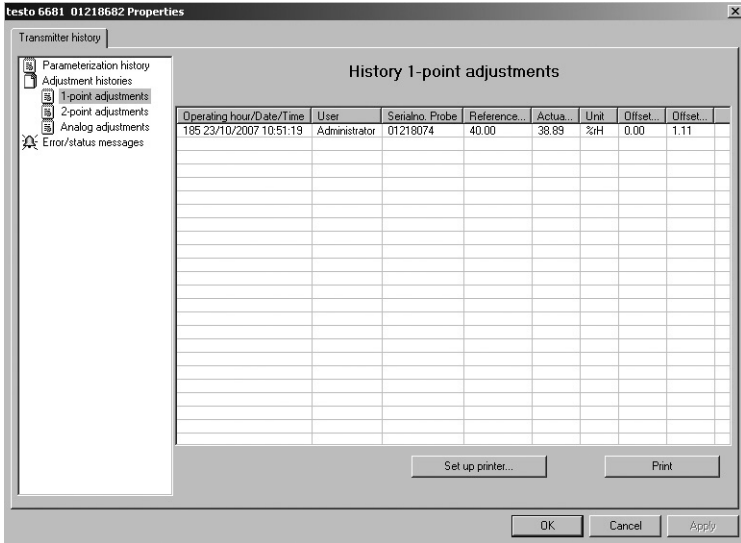 testo 6681 01218682 Properties
Transmitter history
Parameterization history
Adjustment histories
1-point adjustments
2-point adjustments
Analog adjustments
Error/status messages
History 1-point adjustments
Operating hour/Date/Time User Serialno. Probe Reference... Actua... Unit Offset... Offset...
185 23/10/2007 10:51:19 Administrator 01218074 40.00 38.89 %rH 0.00 1.11
Set up printer... Print
OK Cancel Apply